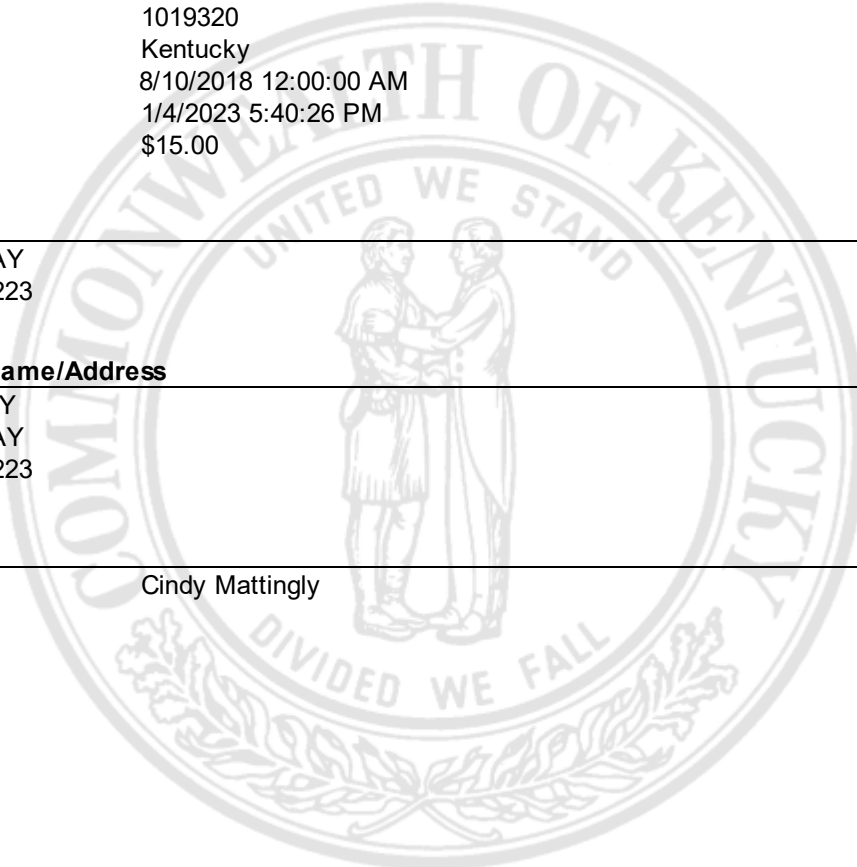 1019320
Kentucky
8/10/2018 12:00:00 AM
1/4/2023 5:40:26 PM
$15.00
AY
223
ame/Address
Y
AY
223
Cindy Mattingly
COMMONWEALTH OF KENTUCKY
UNITED WE STAND
DIVIDED WE FALL